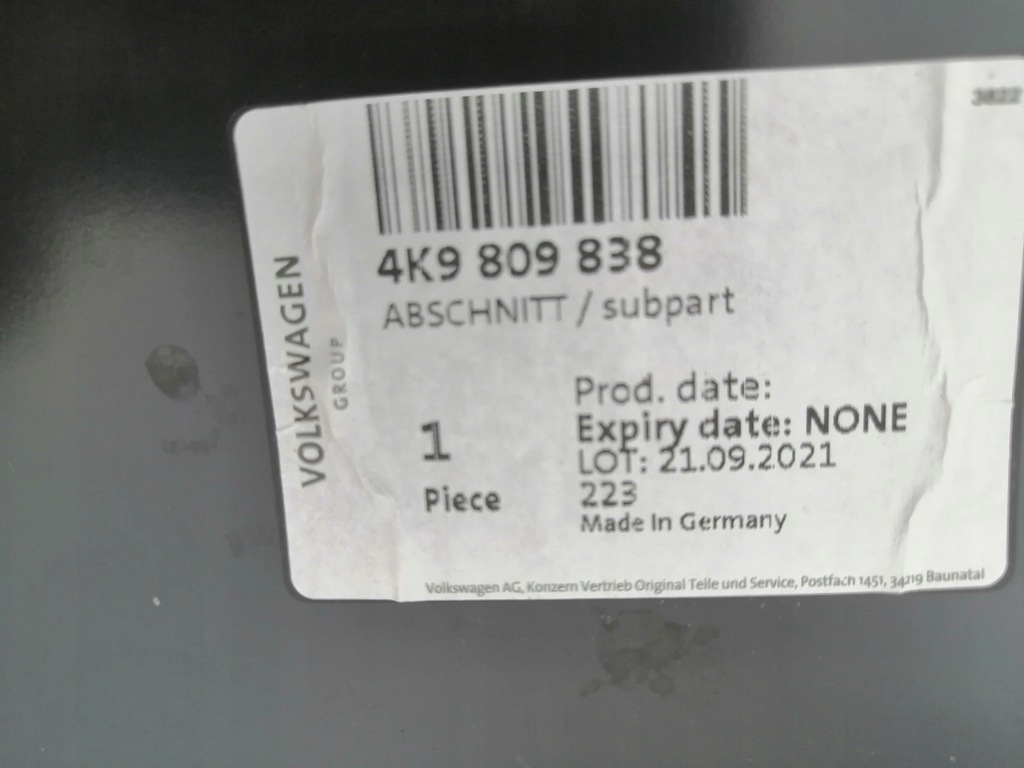 3822
4K9 809 838
ABSCHNITT / subpart
VOLKSWAGEN
GROUP
1
Piece
Prod. date:
Expiry date: NONE
LOT: 21.09.2021
223
Made In Germany
Volkswagen AG, Konzern Vertrieb Original Teile und Service, Postfach 1451, 34219 Baunatal